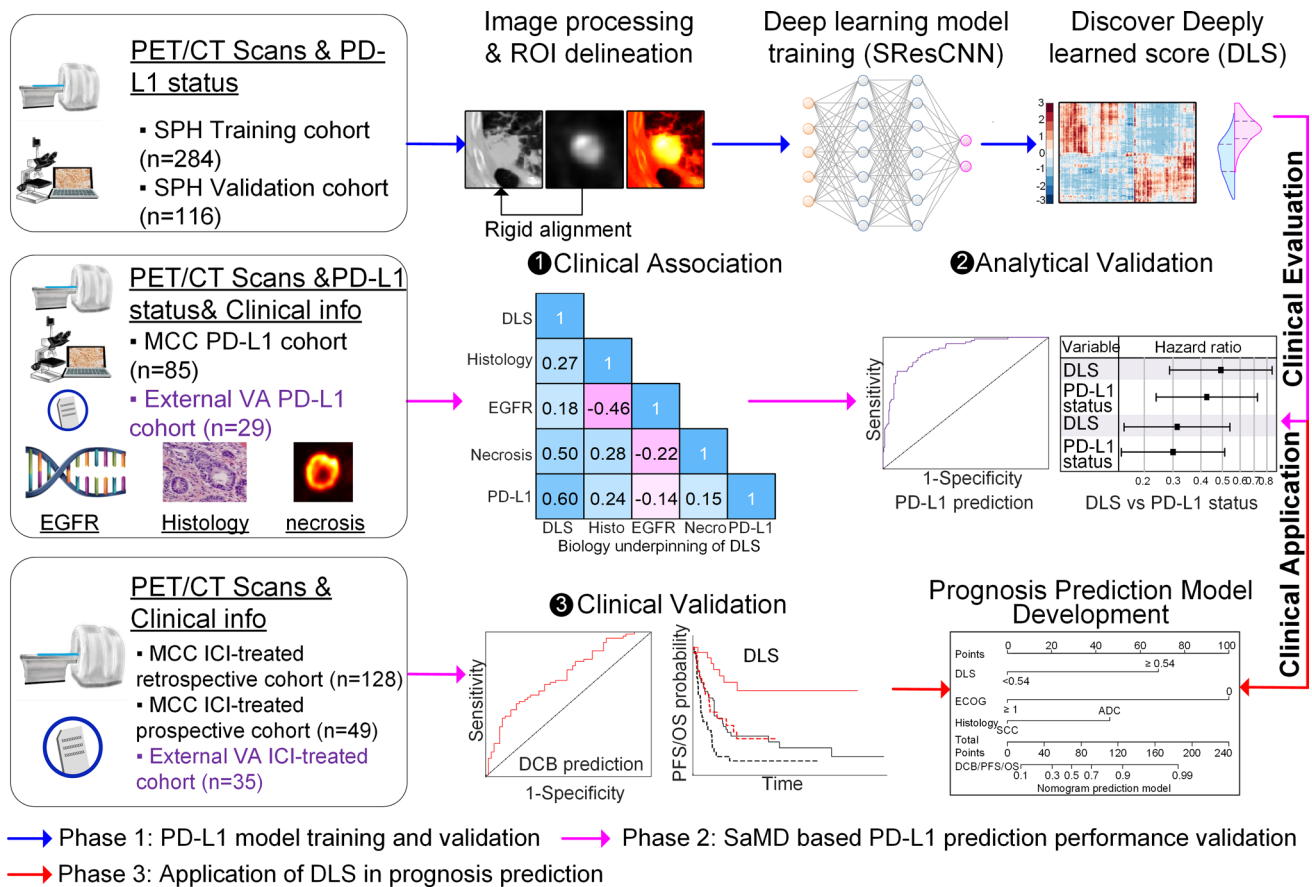 PET/CT Scans & PD-
L1 status
▪ SPH Training cohort
(n=284)
▪ SPH Validation cohort
(n=116)
Image processing
& ROI delineation
Rigid alignment
Deep learning model
training (SResCNN)
Discover Deeply
learned score (DLS)
3
2
1
0
-1
-2
-3
Clinical Evaluation
Clinical Application
PET/CT Scans &PD-L1
status& Clinical info
▪ MCC PD-L1 cohort
(n=85)
▪ External VA PD-L1
cohort (n=29)
EGFR
Histology
necrosis
❶Clinical Association
DLS 1
Histology 0.27 1
EGFR 0.18 -0.46 1
Necrosis 0.50 0.28 -0.22 1
PD-L1 0.60 0.24 -0.14 0.15 1
DLS Histo EGFR Necro PD-L1
Biology underpinning of DLS
❷Analytical Validation
Sensitivity
1-Specificity
PD-L1 prediction
Variable Hazard ratio
DLS
PD-L1
status
DLS
PD-L1
status
0.2 0.3 0.4 0.5 0.6 0.7 0.8
DLS vs PD-L1 status
PET/CT Scans &
Clinical info
▪ MCC ICI-treated
retrospective cohort (n=128)
▪ MCC ICI-treated
prospective cohort (n=49)
▪ External VA ICI-treated
cohort (n=35)
❸Clinical Validation
Sensitivity
DCB prediction
1-Specificity
PFS/OS probability
DLS
Time
Prognosis Prediction Model
Development
Points 0 20 40 60 80 100
≥ 0.54
DLS
<0.54
0
ECOG
≥ 1
ADC
Histology
SCC
Total
Points 0 40 80 120 160 200 240
DCB/PFS/OS
0.1 0.3 0.5 0.7 0.9 0.99
Nomogram prediction model
Phase 1: PD-L1 model training and validation
Phase 2: SaMD based PD-L1 prediction performance validation
Phase 3: Application of DLS in prognosis prediction